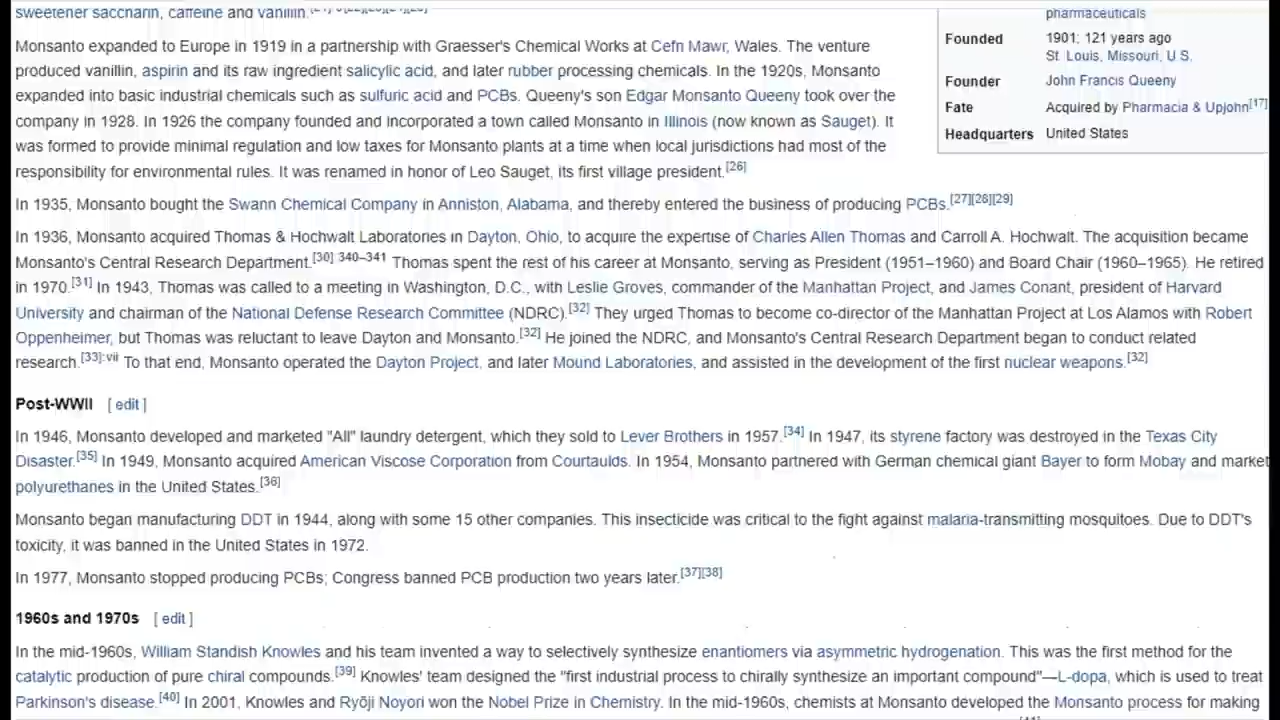 sweetener saccharin, caffeine and vanillin.
Monsanto expanded to Europe in 1919 in a partnership with Graesser's Chemical Works at Cefn Mawr, Wales. The venture
produced vanillin, aspirin and its raw ingredient salicylic acid, and later rubber processing chemicals. In the 1920s, Monsanto
expanded into basic industrial chemicals such as sulfuric acid and PCBs. Queeny's son Edgar Monsanto Queeny took over the
company in 1928. In 1926 the company founded and incorporated a town called Monsanto in Illinois (now known as Sauget). It
was formed to provide minimal regulation and low taxes for Monsanto plants at a time when local jurisdictions had most of the
responsibility for environmental rules. It was renamed in honor of Leo Sauget, its first village president.[26]
pharmaceuticals
Founded 1901; 121 years ago
St. Louis, Missouri, U.S.
Founder John Francis Queeny
Fate Acquired by Pharmacia & Upjohn[17]
Headquarters United States
In 1935, Monsanto bought the Swann Chemical Company in Anniston, Alabama, and thereby entered the business of producing PCBs.[27][28][29]
In 1936, Monsanto acquired Thomas & Hochwalt Laboratories in Dayton, Ohio, to acquire the expertise of Charles Allen Thomas and Carroll A. Hochwalt. The acquisition became
Monsanto's Central Research Department.[30] 340–341 Thomas spent the rest of his career at Monsanto, serving as President (1951–1960) and Board Chair (1960–1965). He retired
in 1970.[31] In 1943, Thomas was called to a meeting in Washington, D.C., with Leslie Groves, commander of the Manhattan Project, and James Conant, president of Harvard
University and chairman of the National Defense Research Committee (NDRC).[32] They urged Thomas to become co-director of the Manhattan Project at Los Alamos with Robert
Oppenheimer, but Thomas was reluctant to leave Dayton and Monsanto.[32] He joined the NDRC, and Monsanto's Central Research Department began to conduct related
research.[33]:vii To that end, Monsanto operated the Dayton Project, and later Mound Laboratories, and assisted in the development of the first nuclear weapons.[32]
Post-WWII [ edit ]
In 1946, Monsanto developed and marketed "All" laundry detergent, which they sold to Lever Brothers in 1957.[34] In 1947, its styrene factory was destroyed in the Texas City
Disaster.[35] In 1949, Monsanto acquired American Viscose Corporation from Courtaulds. In 1954, Monsanto partnered with German chemical giant Bayer to form Mobay and market
polyurethanes in the United States.[36]
Monsanto began manufacturing DDT in 1944, along with some 15 other companies. This insecticide was critical to the fight against malaria-transmitting mosquitoes. Due to DDT's
toxicity, it was banned in the United States in 1972.
In 1977, Monsanto stopped producing PCBs; Congress banned PCB production two years later.[37][38]
1960s and 1970s [ edit ]
In the mid-1960s, William Standish Knowles and his team invented a way to selectively synthesize enantiomers via asymmetric hydrogenation. This was the first method for the
catalytic production of pure chiral compounds.[39] Knowles' team designed the "first industrial process to chirally synthesize an important compound"—L-dopa, which is used to treat
Parkinson's disease.[40] In 2001, Knowles and Ryōji Noyori won the Nobel Prize in Chemistry. In the mid-1960s, chemists at Monsanto developed the Monsanto process for making